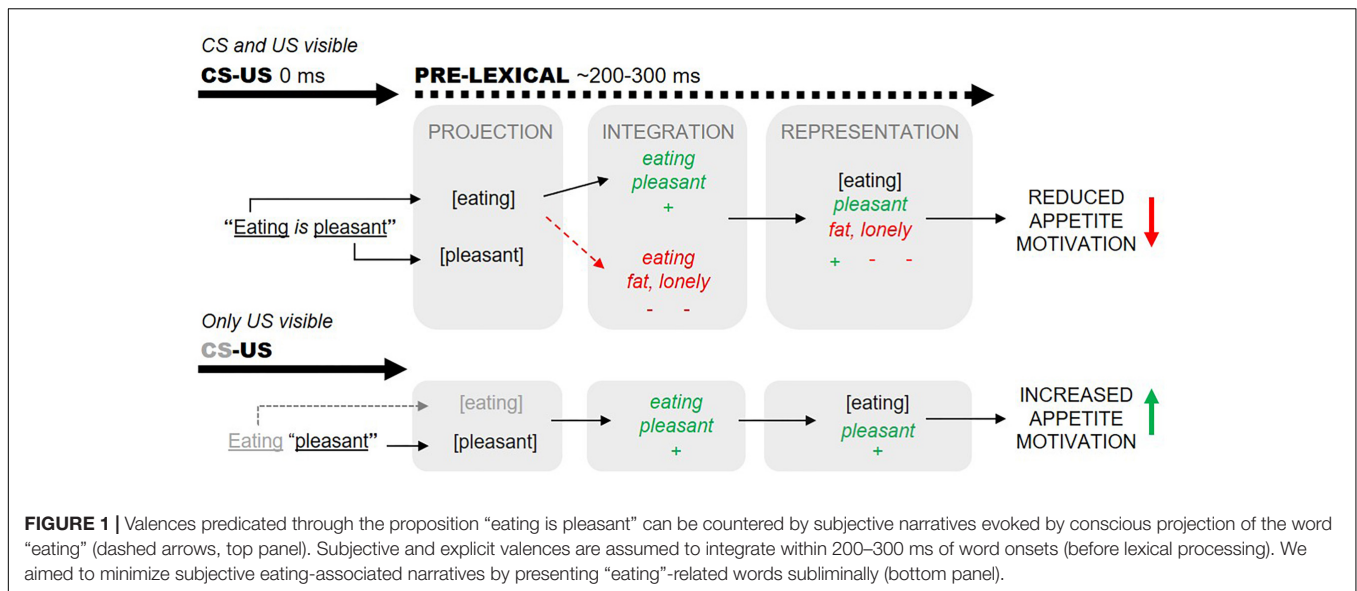 CS and US visible
CS-US 0 ms
PRE-LEXICAL ~200-300 ms
PROJECTION
INTEGRATION
REPRESENTATION
“Eating is pleasant”
[eating]
[pleasant]
eating
pleasant
+
eating
fat, lonely
- -
[eating]
pleasant
fat, lonely
+ - -
REDUCED
APPETITE
MOTIVATION
Only US visible
CS-US
Eating “pleasant”
[eating]
[pleasant]
eating
pleasant
+
[eating]
pleasant
+
INCREASED
APPETITE
MOTIVATION
FIGURE 1 | Valences predicated through the proposition “eating is pleasant” can be countered by subjective narratives evoked by conscious projection of the word
“eating” (dashed arrows, top panel). Subjective and explicit valences are assumed to integrate within 200–300 ms of word onsets (before lexical processing). We
aimed to minimize subjective eating-associated narratives by presenting “eating”-related words subliminally (bottom panel).